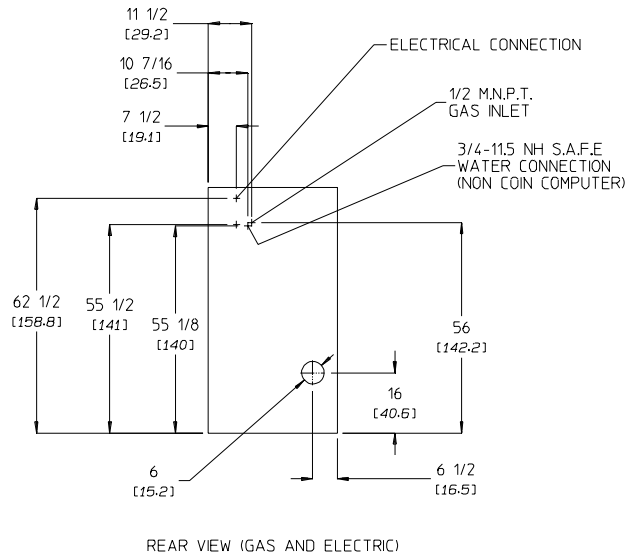 11 1/2
[29.2]
ELECTRICAL CONNECTION
10 7/16
[26.5]
1/2 M.N.P.T.
GAS INLET
7 1/2
[19.1]
3/4-11.5 NH S.A.F.E
WATER CONNECTION
(NON COIN COMPUTER)
62 1/2
[158.8]
55 1/2
[141]
55 1/8
[140]
56
[142.2]
16
[40.6]
6
[15.2]
6 1/2
[16.5]
REAR VIEW (GAS AND ELECTRIC)